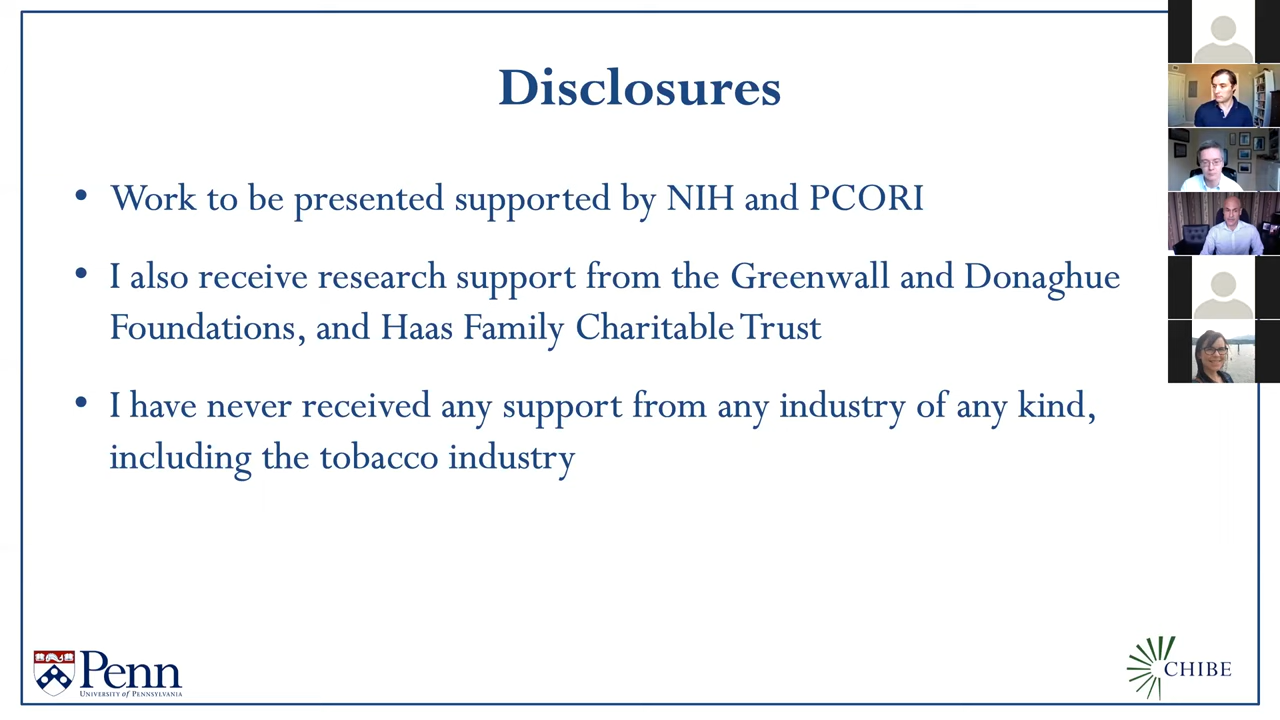 Disclosures
• Work to be presented supported by NIH and PCORI
• I also receive research support from the Greenwall and Donaghue
Foundations, and Haas Family Charitable Trust
• I have never received any support from any industry of any kind,
including the tobacco industry
Penn
UNIVERSITY of PENNSYLVANIA
CHIBE